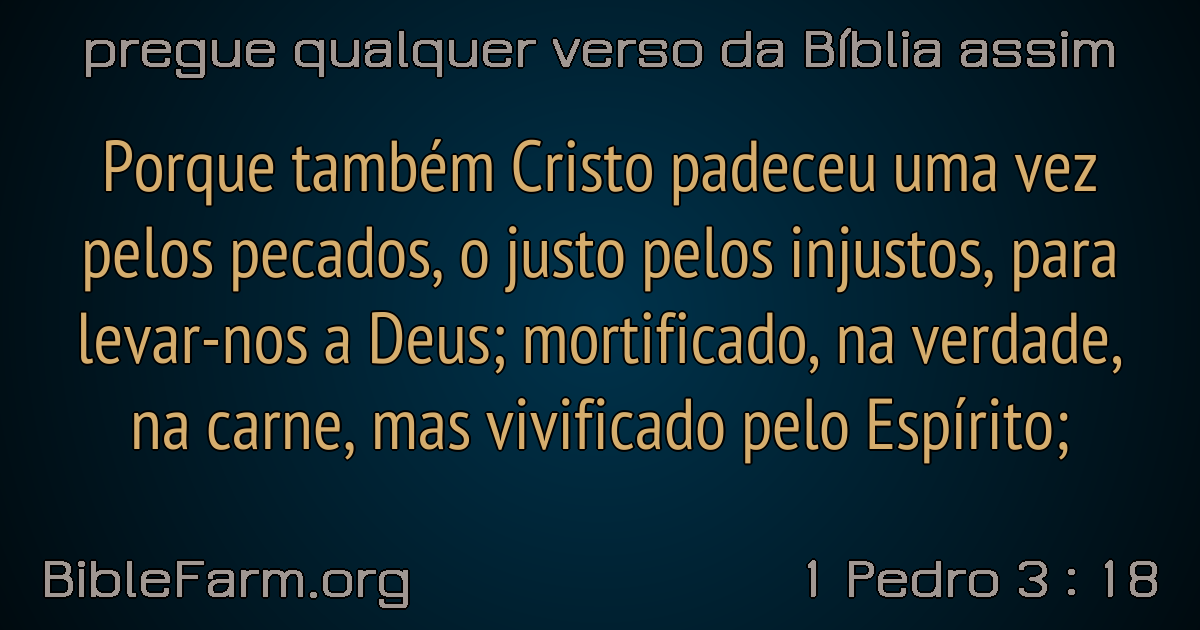 pregue qualquer verso da Bíblia assim
Porque também Cristo padeceu uma vez
pelos pecados, o justo pelos injustos, para
levar-nos a Deus; mortificado, na verdade,
na carne, mas vivificado pelo Espírito;
BibleFarm.org
1 Pedro 3 : 18